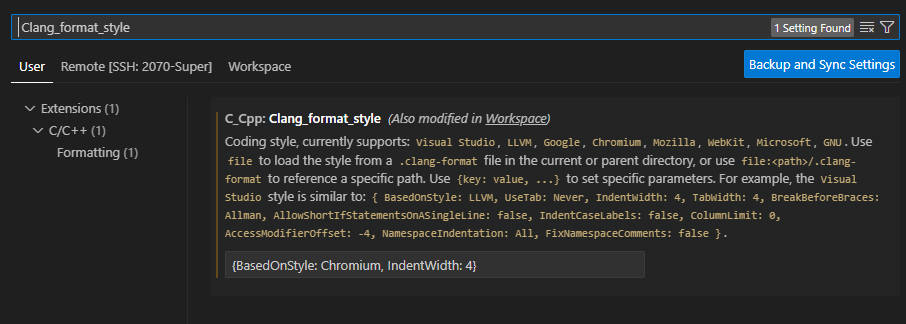 Clang_format_style
1 Setting Found
User Remote [SSH: 2070-Super] Workspace
Backup and Sync Settings
Extensions (1)
C/C++ (1)
Formatting (1)
C_Cpp: Clang_format_style (Also modified in Workspace)
Coding style, currently supports: Visual Studio, LLVM, Google, Chromium, Mozilla, WebKit, Microsoft, GNU. Use
file to load the style from a .clang-format file in the current or parent directory, or use file:<path>/.clang-
format to reference a specific path. Use {key: value, ...} to set specific parameters. For example, the Visual
Studio style is similar to: { BasedOnStyle: LLVM, UseTab: Never, IndentWidth: 4, TabWidth: 4, BreakBeforeBraces:
Allman, AllowShortIfStatementsOnASingleLine: false, IndentCaseLabels: false, ColumnLimit: 0,
AccessModifierOffset: -4, NamespaceIndentation: All, FixNamespaceComments: false }.
{BasedOnStyle: Chromium, IndentWidth: 4}